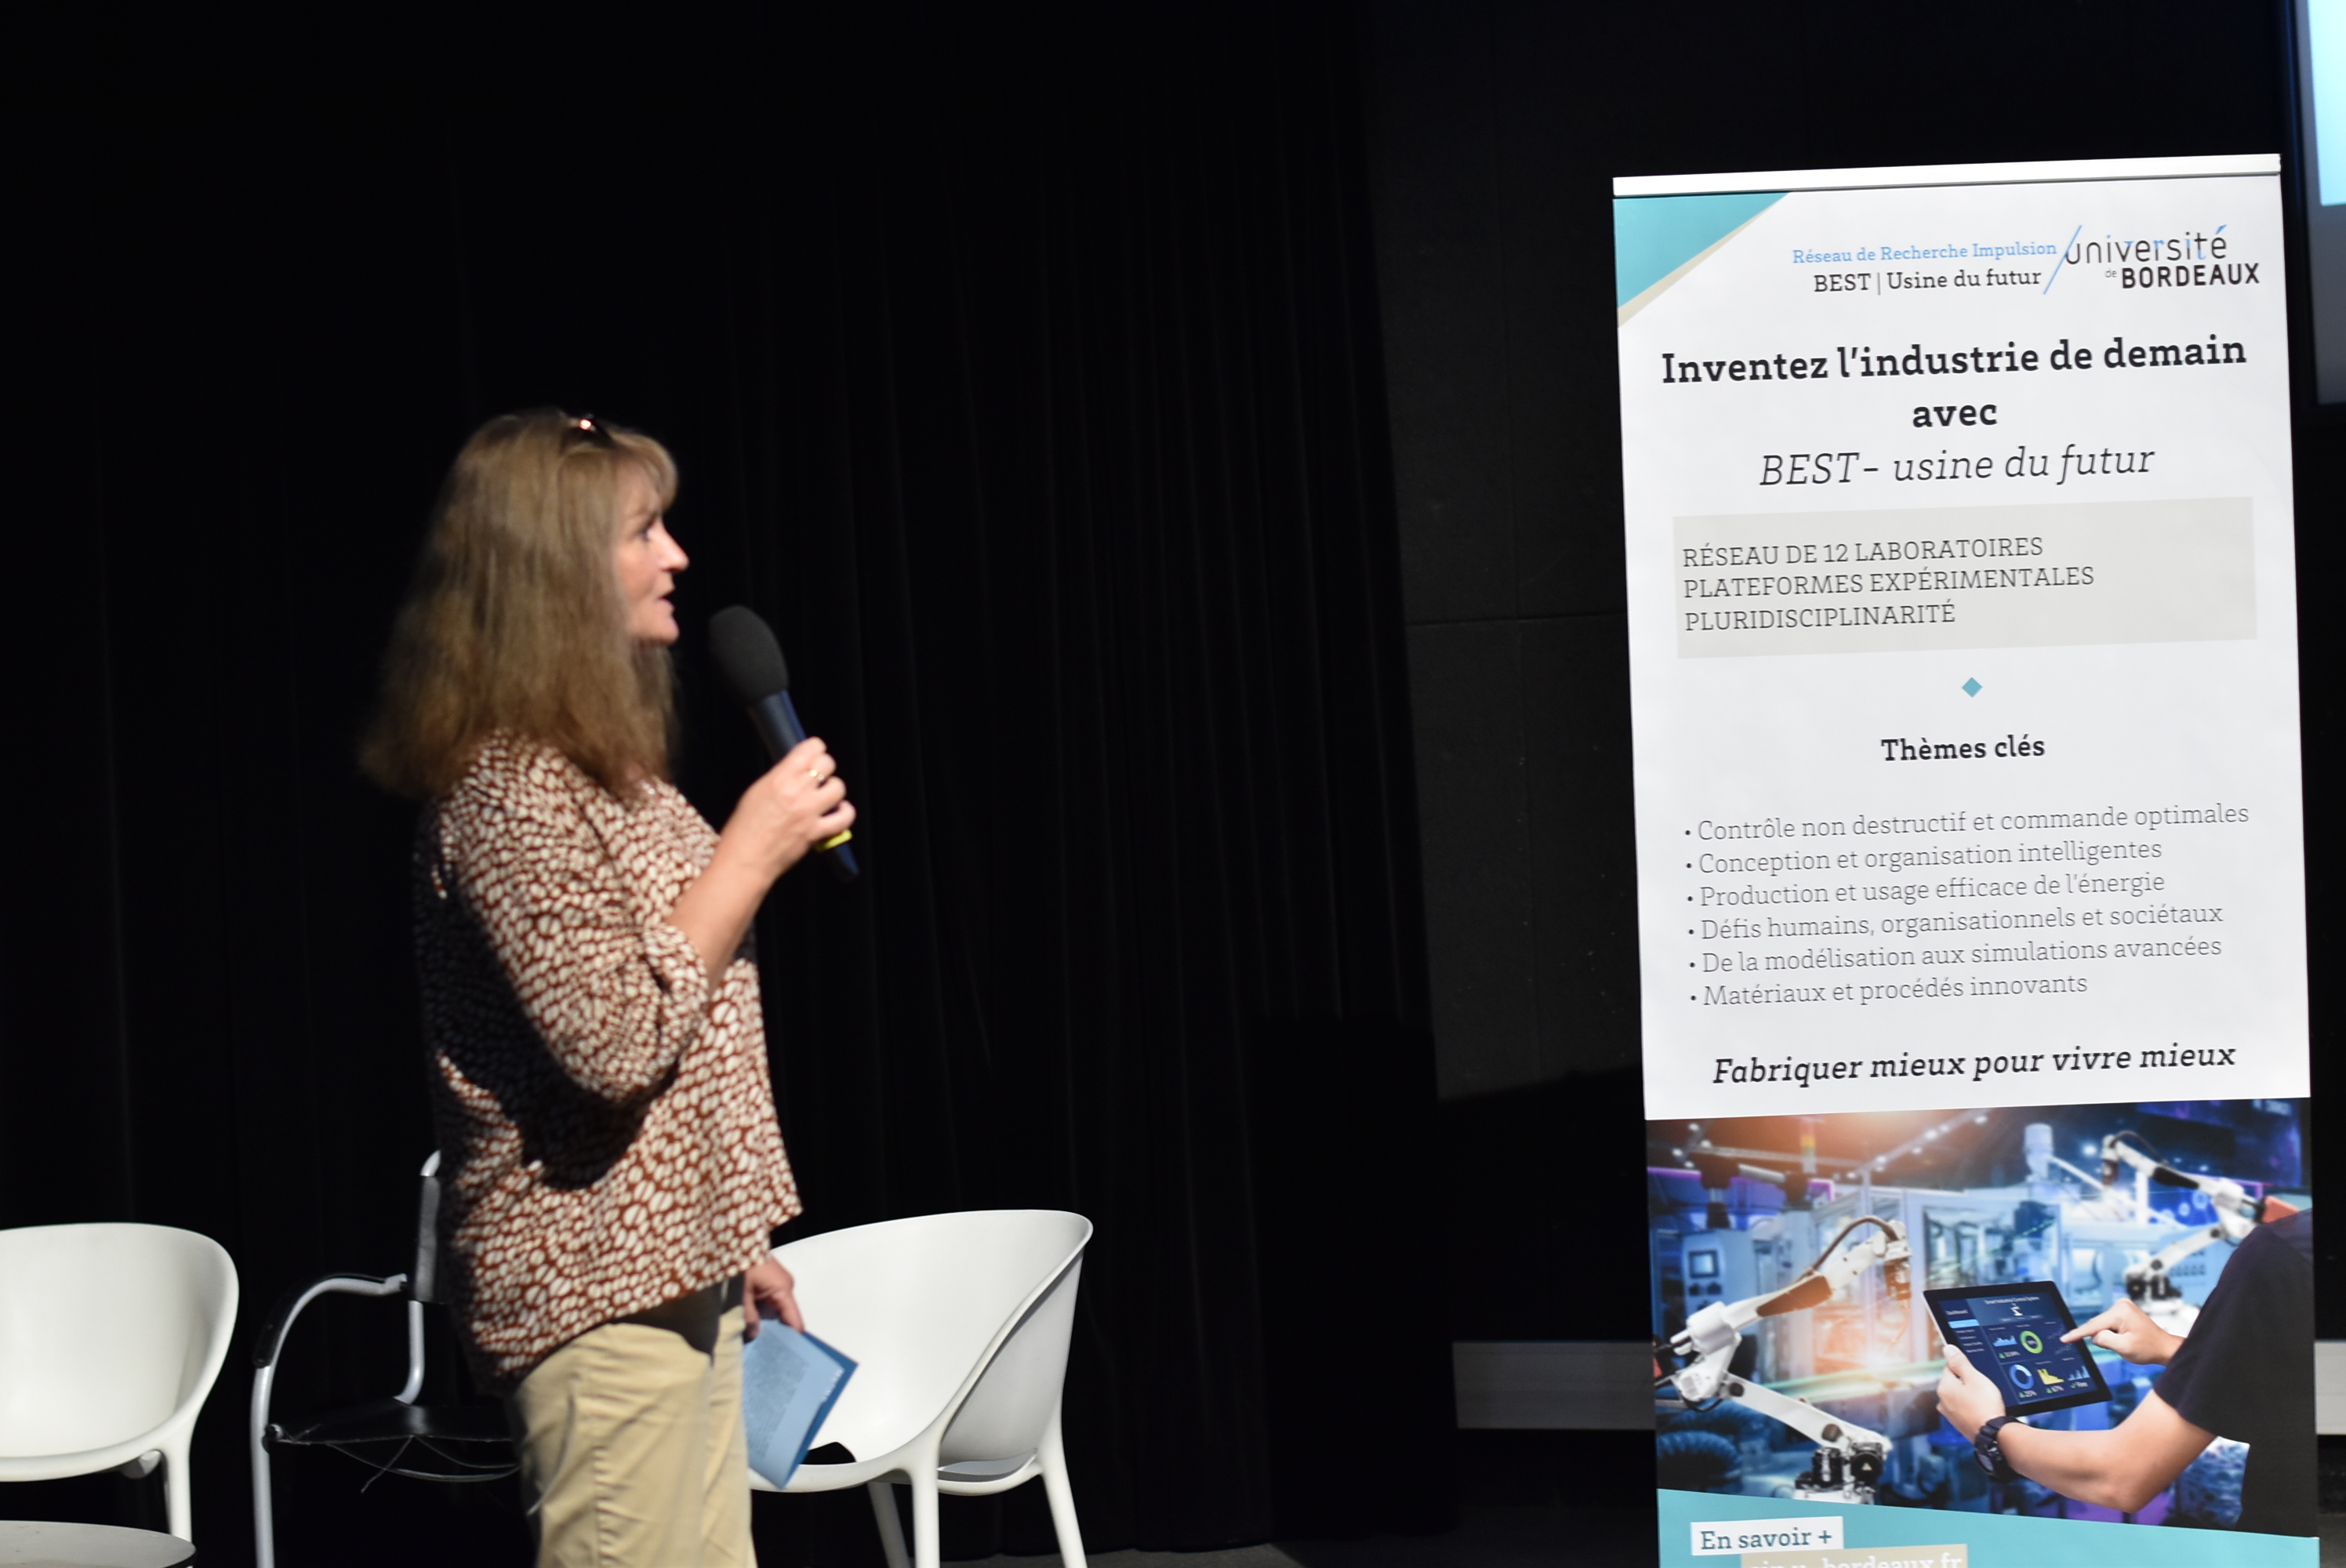 Réseau de Recherche Impulsion
BEST | Usine du futur
université
de BORDEAUX
Inventez l'industrie de demain
avec
BEST - usine du futur
RÉSEAU DE 12 LABORATOIRES
PLATEFORMES EXPÉRIMENTALES
PLURIDISCIPLINARITÉ
Thèmes clés
• Contrôle non destructif et commande optimales
• Conception et organisation intelligentes
• Production et usage efficace de l'énergie
• Défis humains, organisationnels et sociétaux
• De la modélisation aux simulations avancées
• Matériaux et procédés innovants
Fabriquer mieux pour vivre mieux
En savoir +
bordeaux.fr